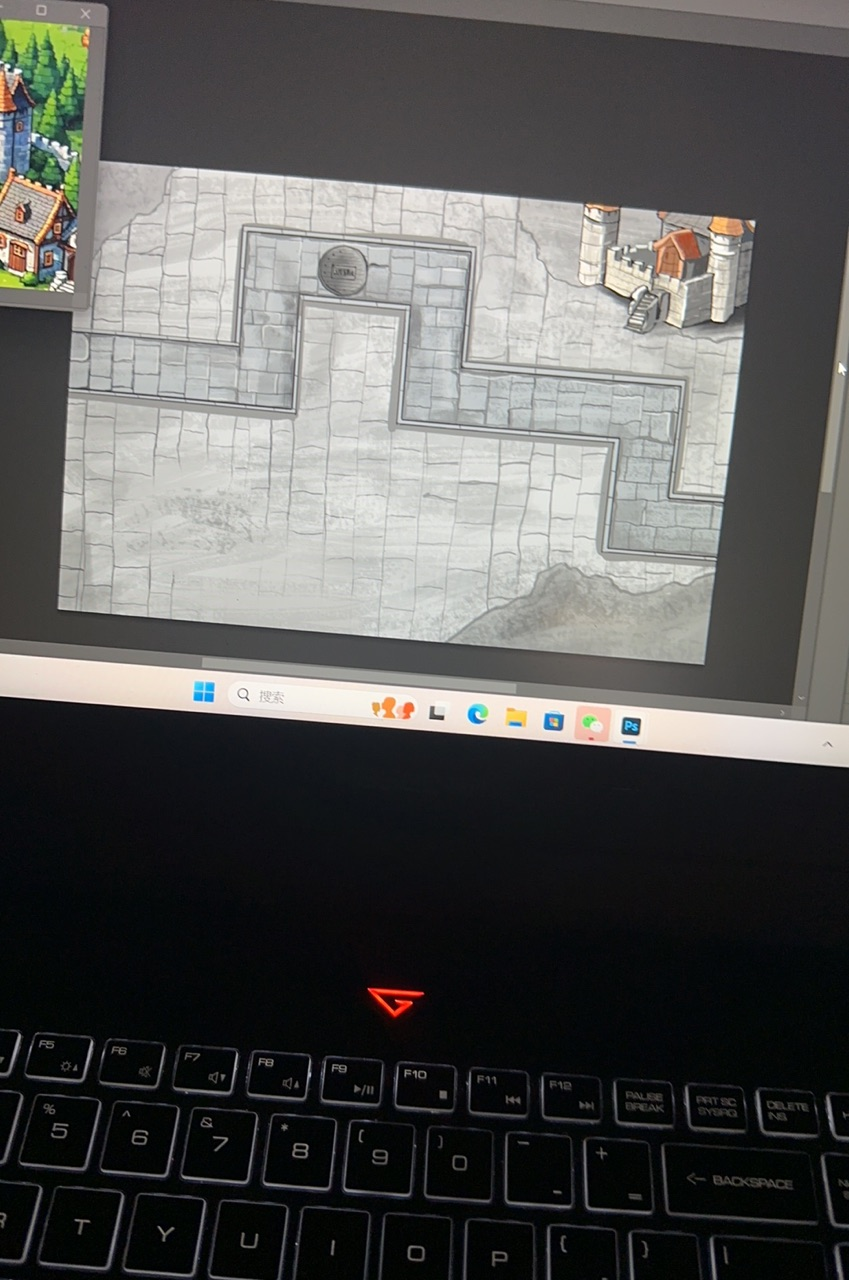 搜索
Ps
F5
F6
F7
F8
F9
F10
F11
F12
PAUSE
BREAK
PRT SC
SYSRQ
DELETE
INS
%
5
^
6
&
7
*
8
(
9
)
0
-
_
+
=
← BACKSPACE
T
Y
U
I
O
P
{
}
|